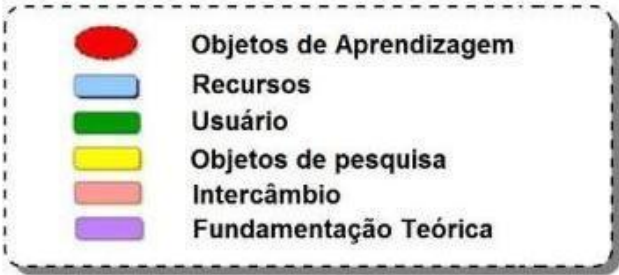 Objetos de Aprendizagem
Recursos
Usuário
Objetos de pesquisa
Intercâmbio
Fundamentação Teórica